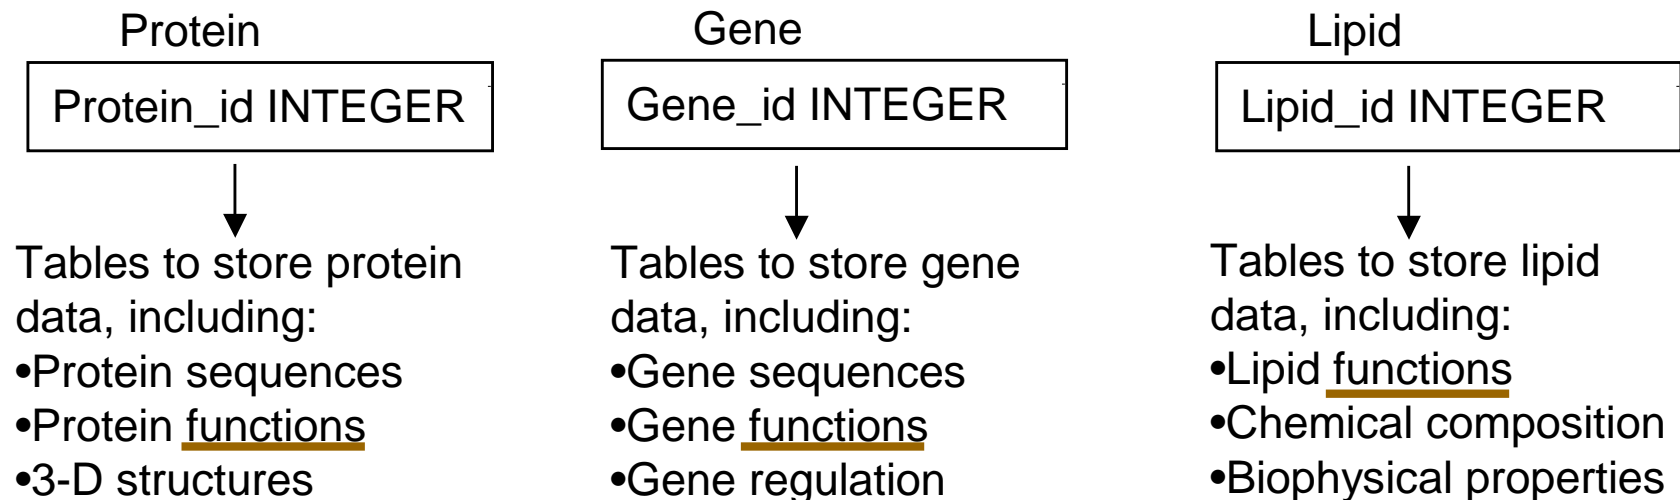 Protein
Protein_id INTEGER
Tables to store protein
data, including:
•Protein sequences
•Protein functions
•3-D structures
Gene
Gene_id INTEGER
Tables to store gene
data, including:
•Gene sequences
•Gene functions
•Gene regulation
Lipid
Lipid_id INTEGER
Tables to store lipid
data, including:
•Lipid functions
•Chemical composition
•Biophysical properties